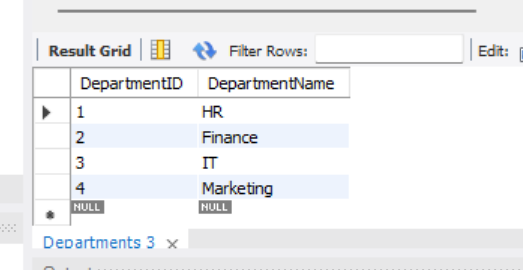 Result Grid Filter Rows: Edit:
DepartmentID DepartmentName
1 HR
2 Finance
3 IT
4 Marketing
NULL NULL
Departments 3 ×